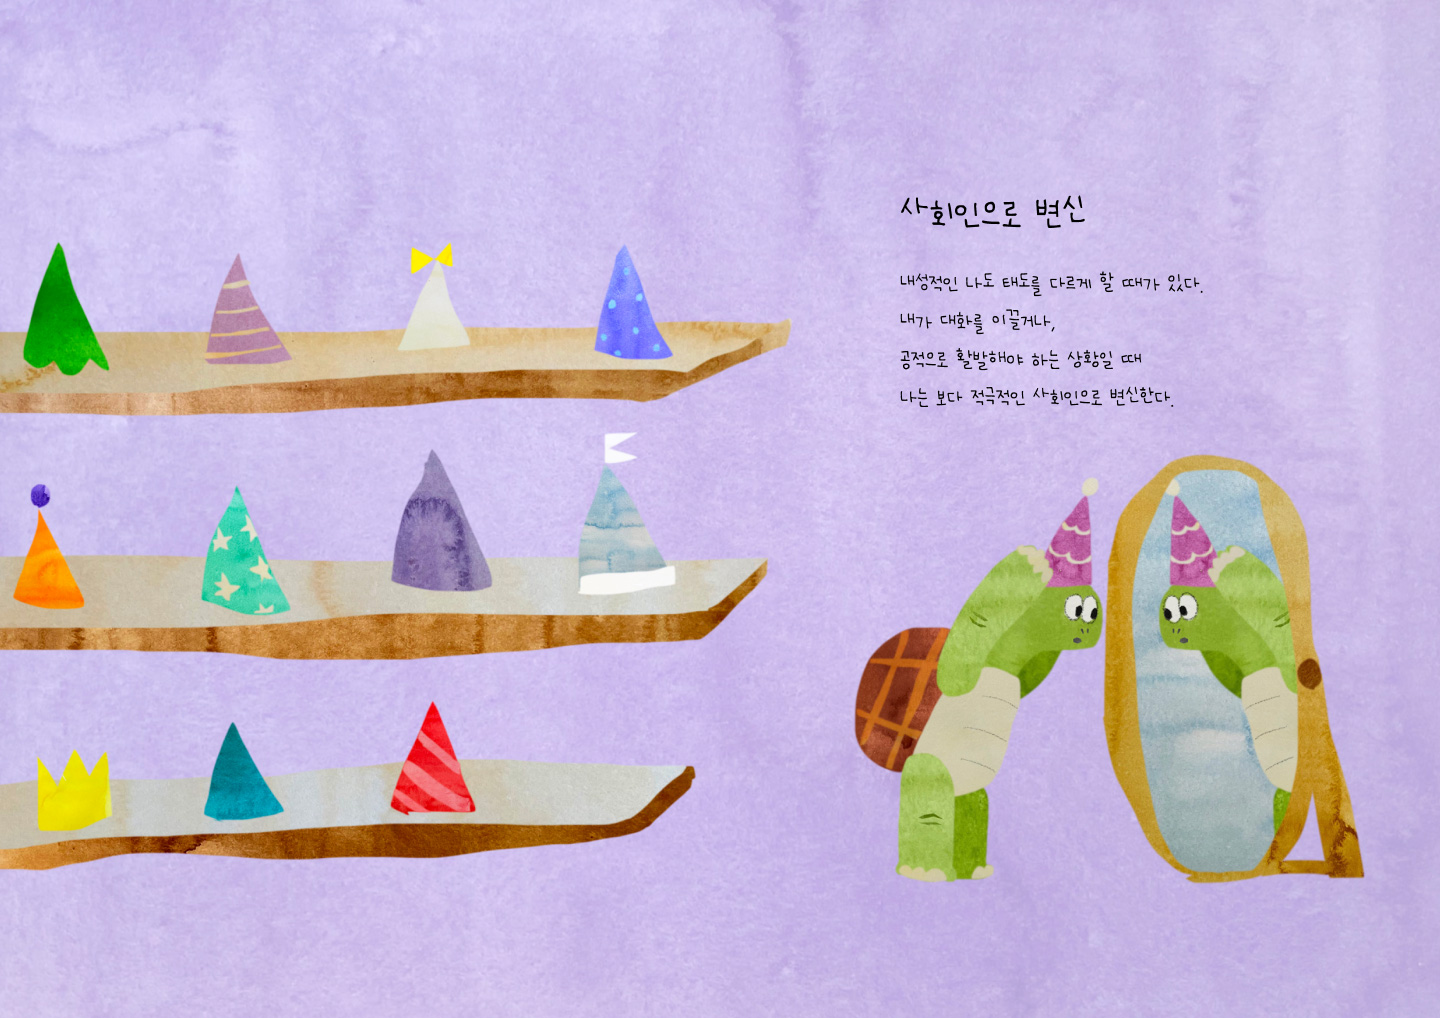 사회인으로 변신
내성적인 나도 태도를 다르게 할 때가 있다.
내가 대화를 이끌거나,
공적으로 활발해야 하는 상황일 때
나는 보다 적극적인 사회인으로 변신한다.